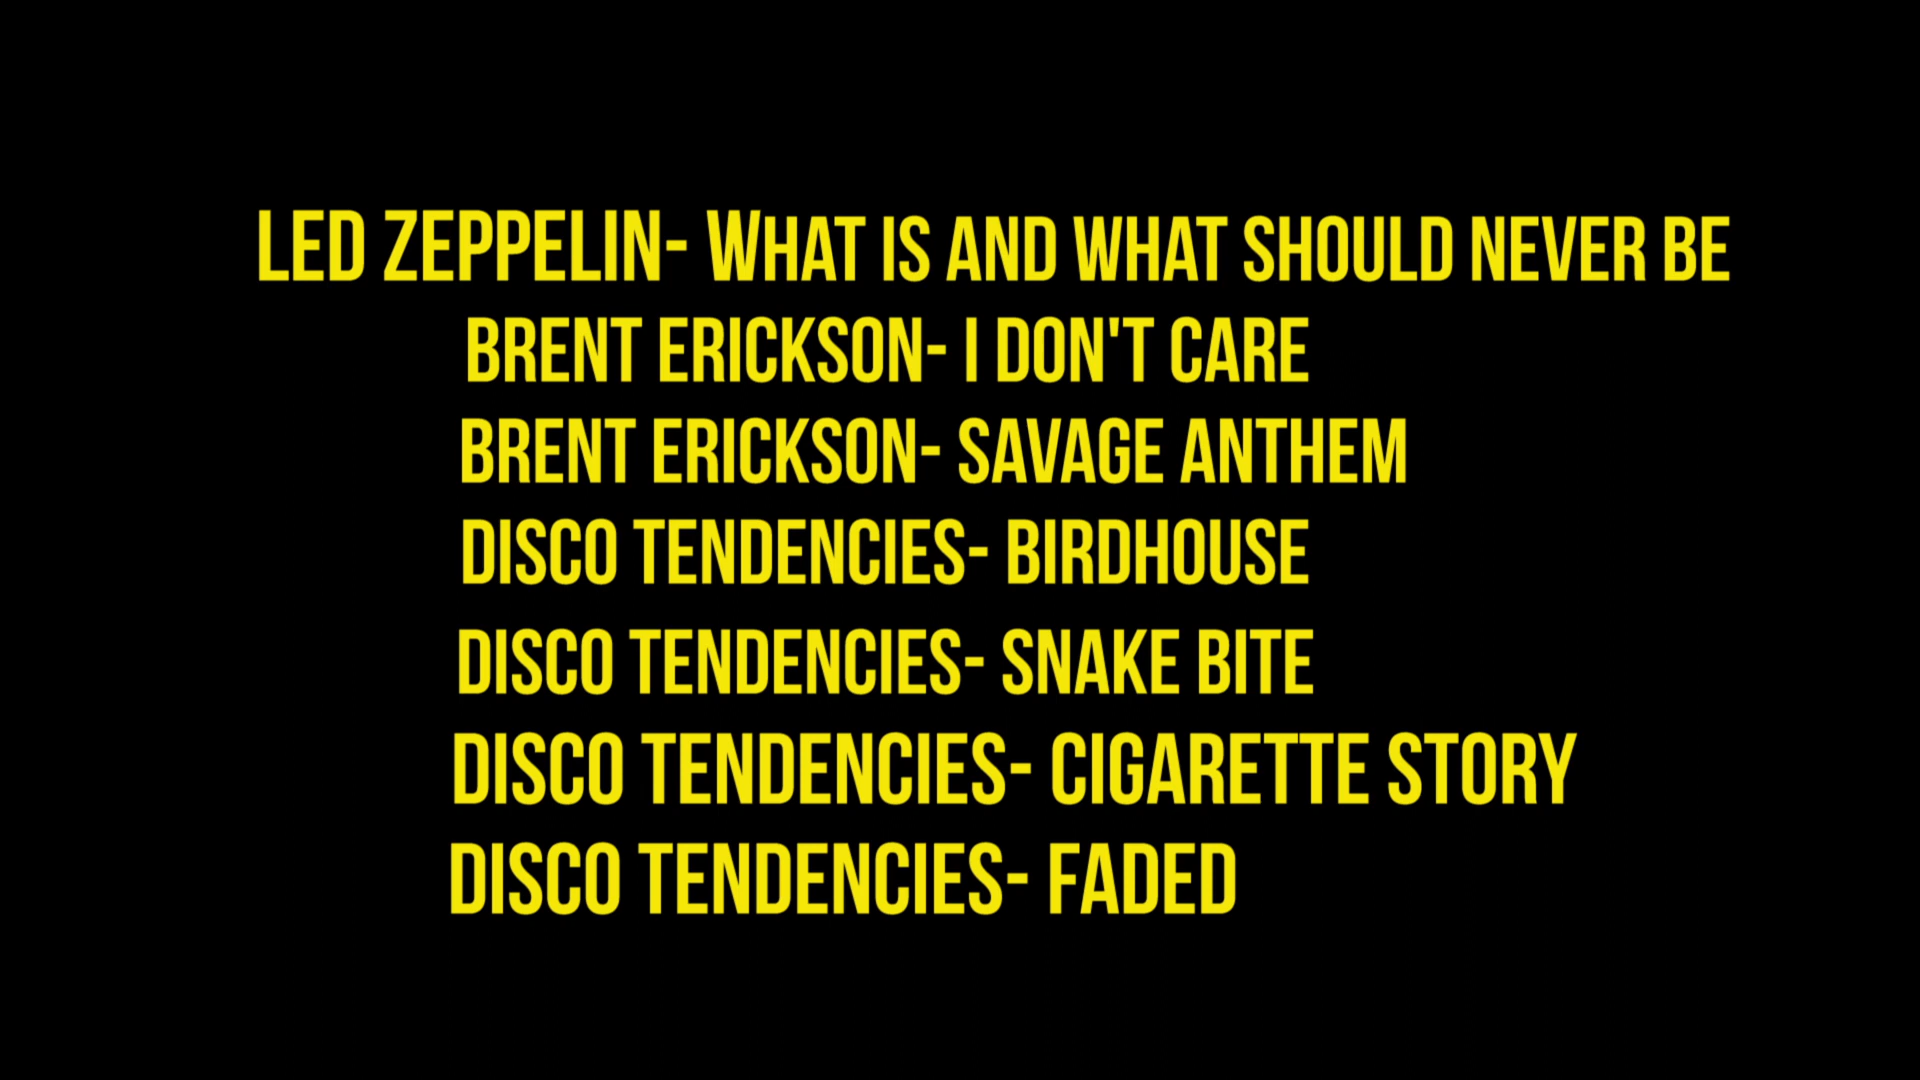 LED ZEPPELIN- WHAT IS AND WHAT SHOULD NEVER BE
BRENT ERICKSON- I DON'T CARE
BRENT ERICKSON- SAVAGE ANTHEM
DISCO TENDENCIES- BIRDHOUSE
DISCO TENDENCIES- SNAKE BITE
DISCO TENDENCIES- CIGARETTE STORY
DISCO TENDENCIES- FADED